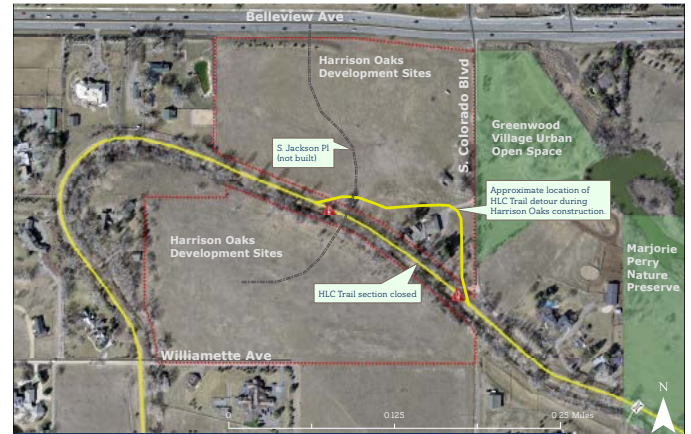 Belleview Ave
Harrison Oaks
Development Sites
S. Colorado Blvd
Greenwood
Village Urban
Open Space
S. Jackson Pl
(not built)
Approximate location of
HLC Trail detour during
Harrison Oaks construction.
Harrison Oaks
Development Sites
Marjorie
Perry
Nature
Preserve
HLC Trail section closed
Williamette Ave
N
0
0.125
0.25 Miles